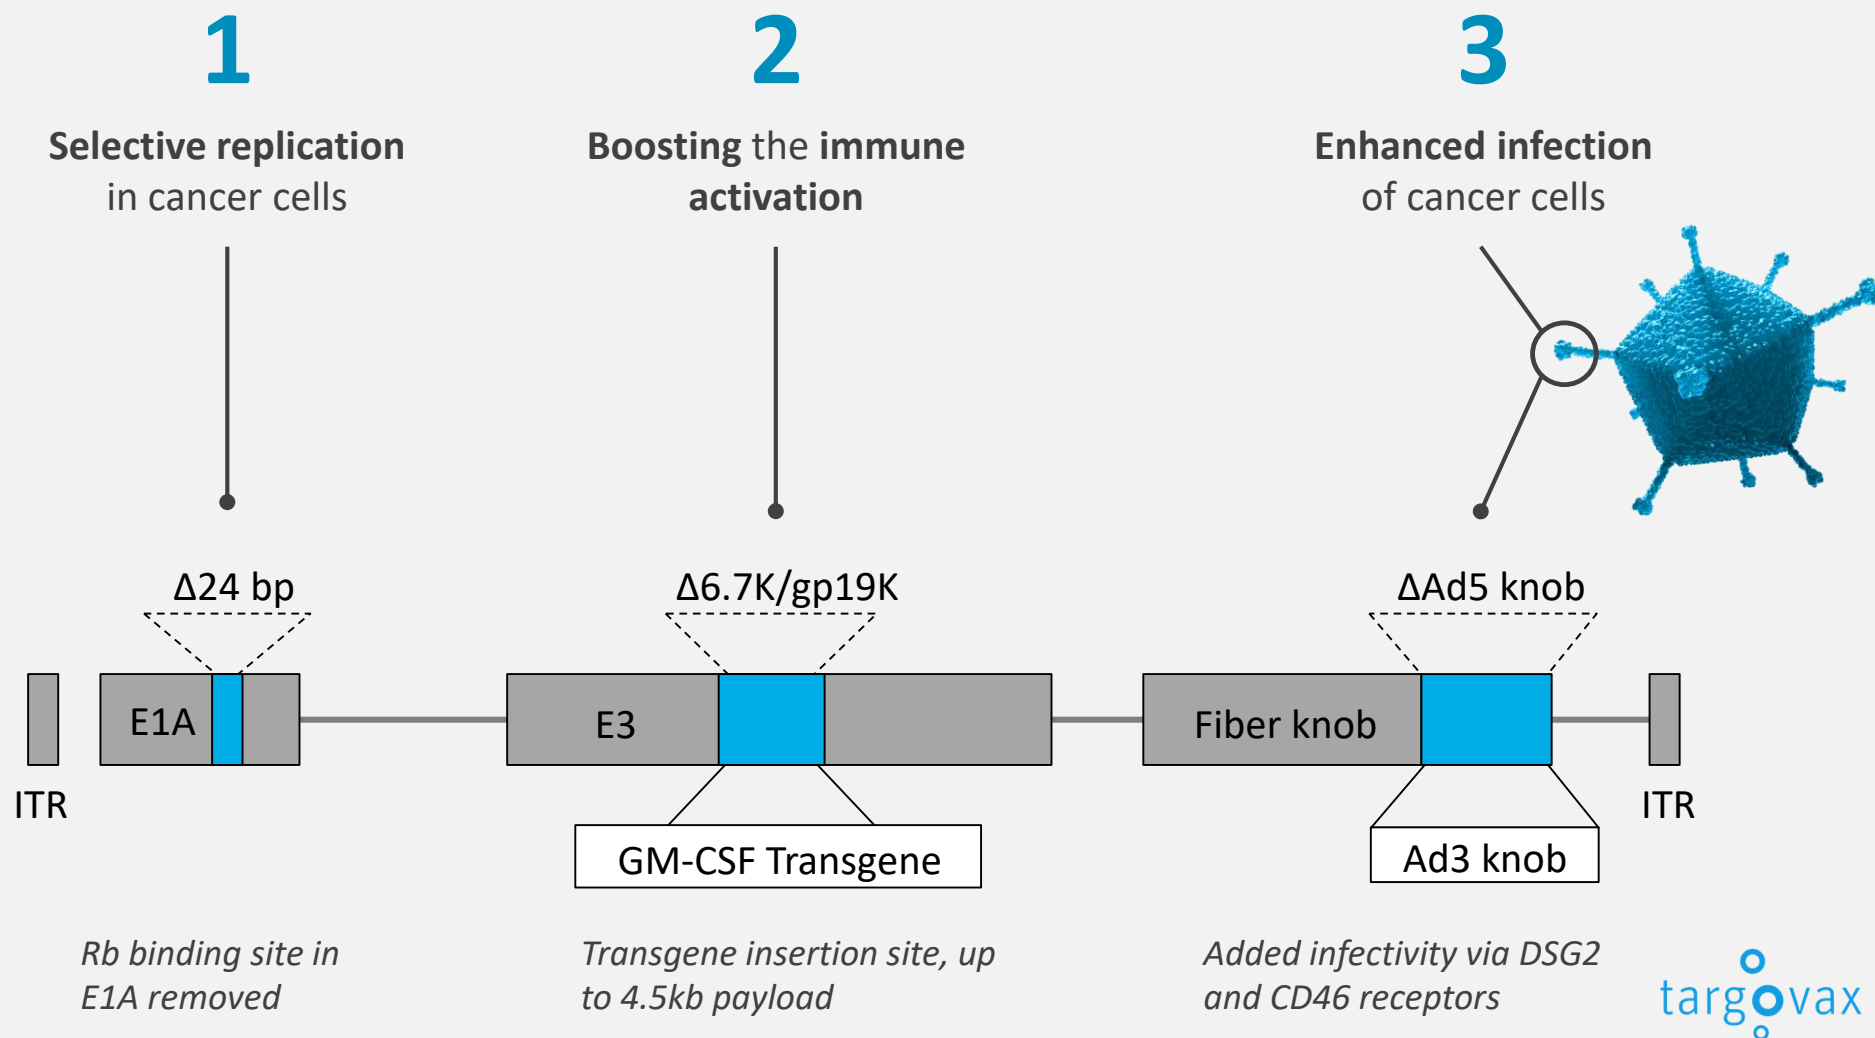 1
Selective replication
in cancer cells
2
Boosting the immune
activation
3
Enhanced infection
of cancer cells
Δ24 bp
Δ6.7K/gp19K
ΔAd5 knob
E1A
E3
Fiber knob
ITR
ITR
GM-CSF Transgene
Ad3 knob
Rb binding site in
E1A removed
Transgene insertion site, up
to 4.5kb payload
Added infectivity via DSG2
and CD46 receptors
targovax